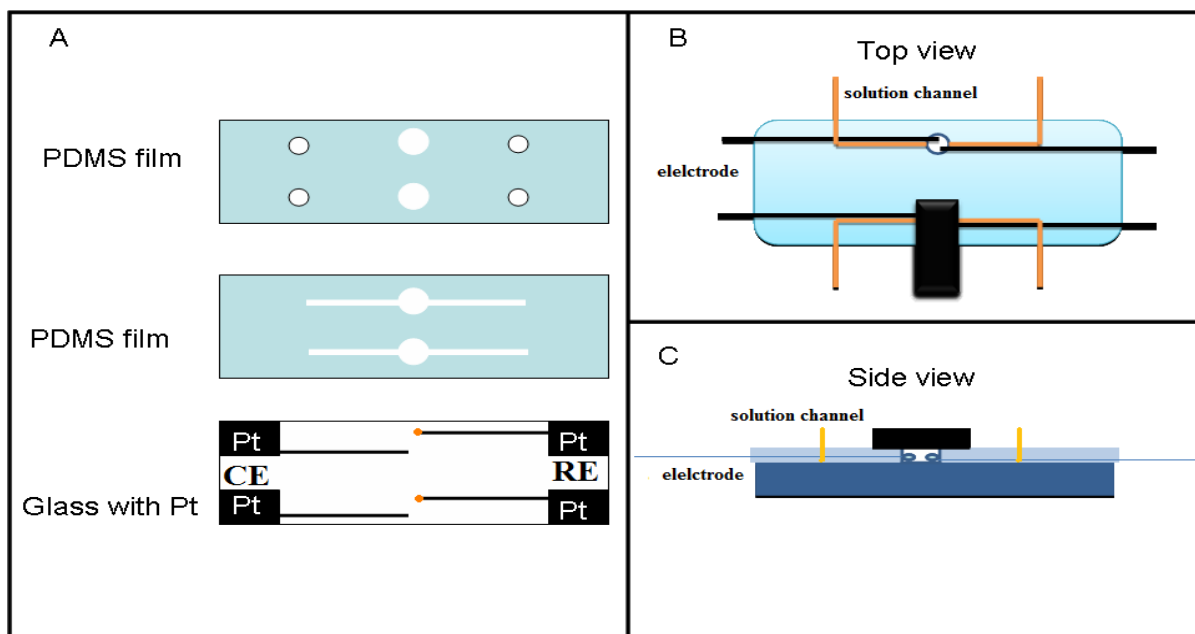 A
PDMS film
PDMS film
Pt
Pt
CE
RE
Glass with Pt
Pt
Pt
B
Top view
solution channel
elelctrode
C
Side view
solution channel
elelctrode